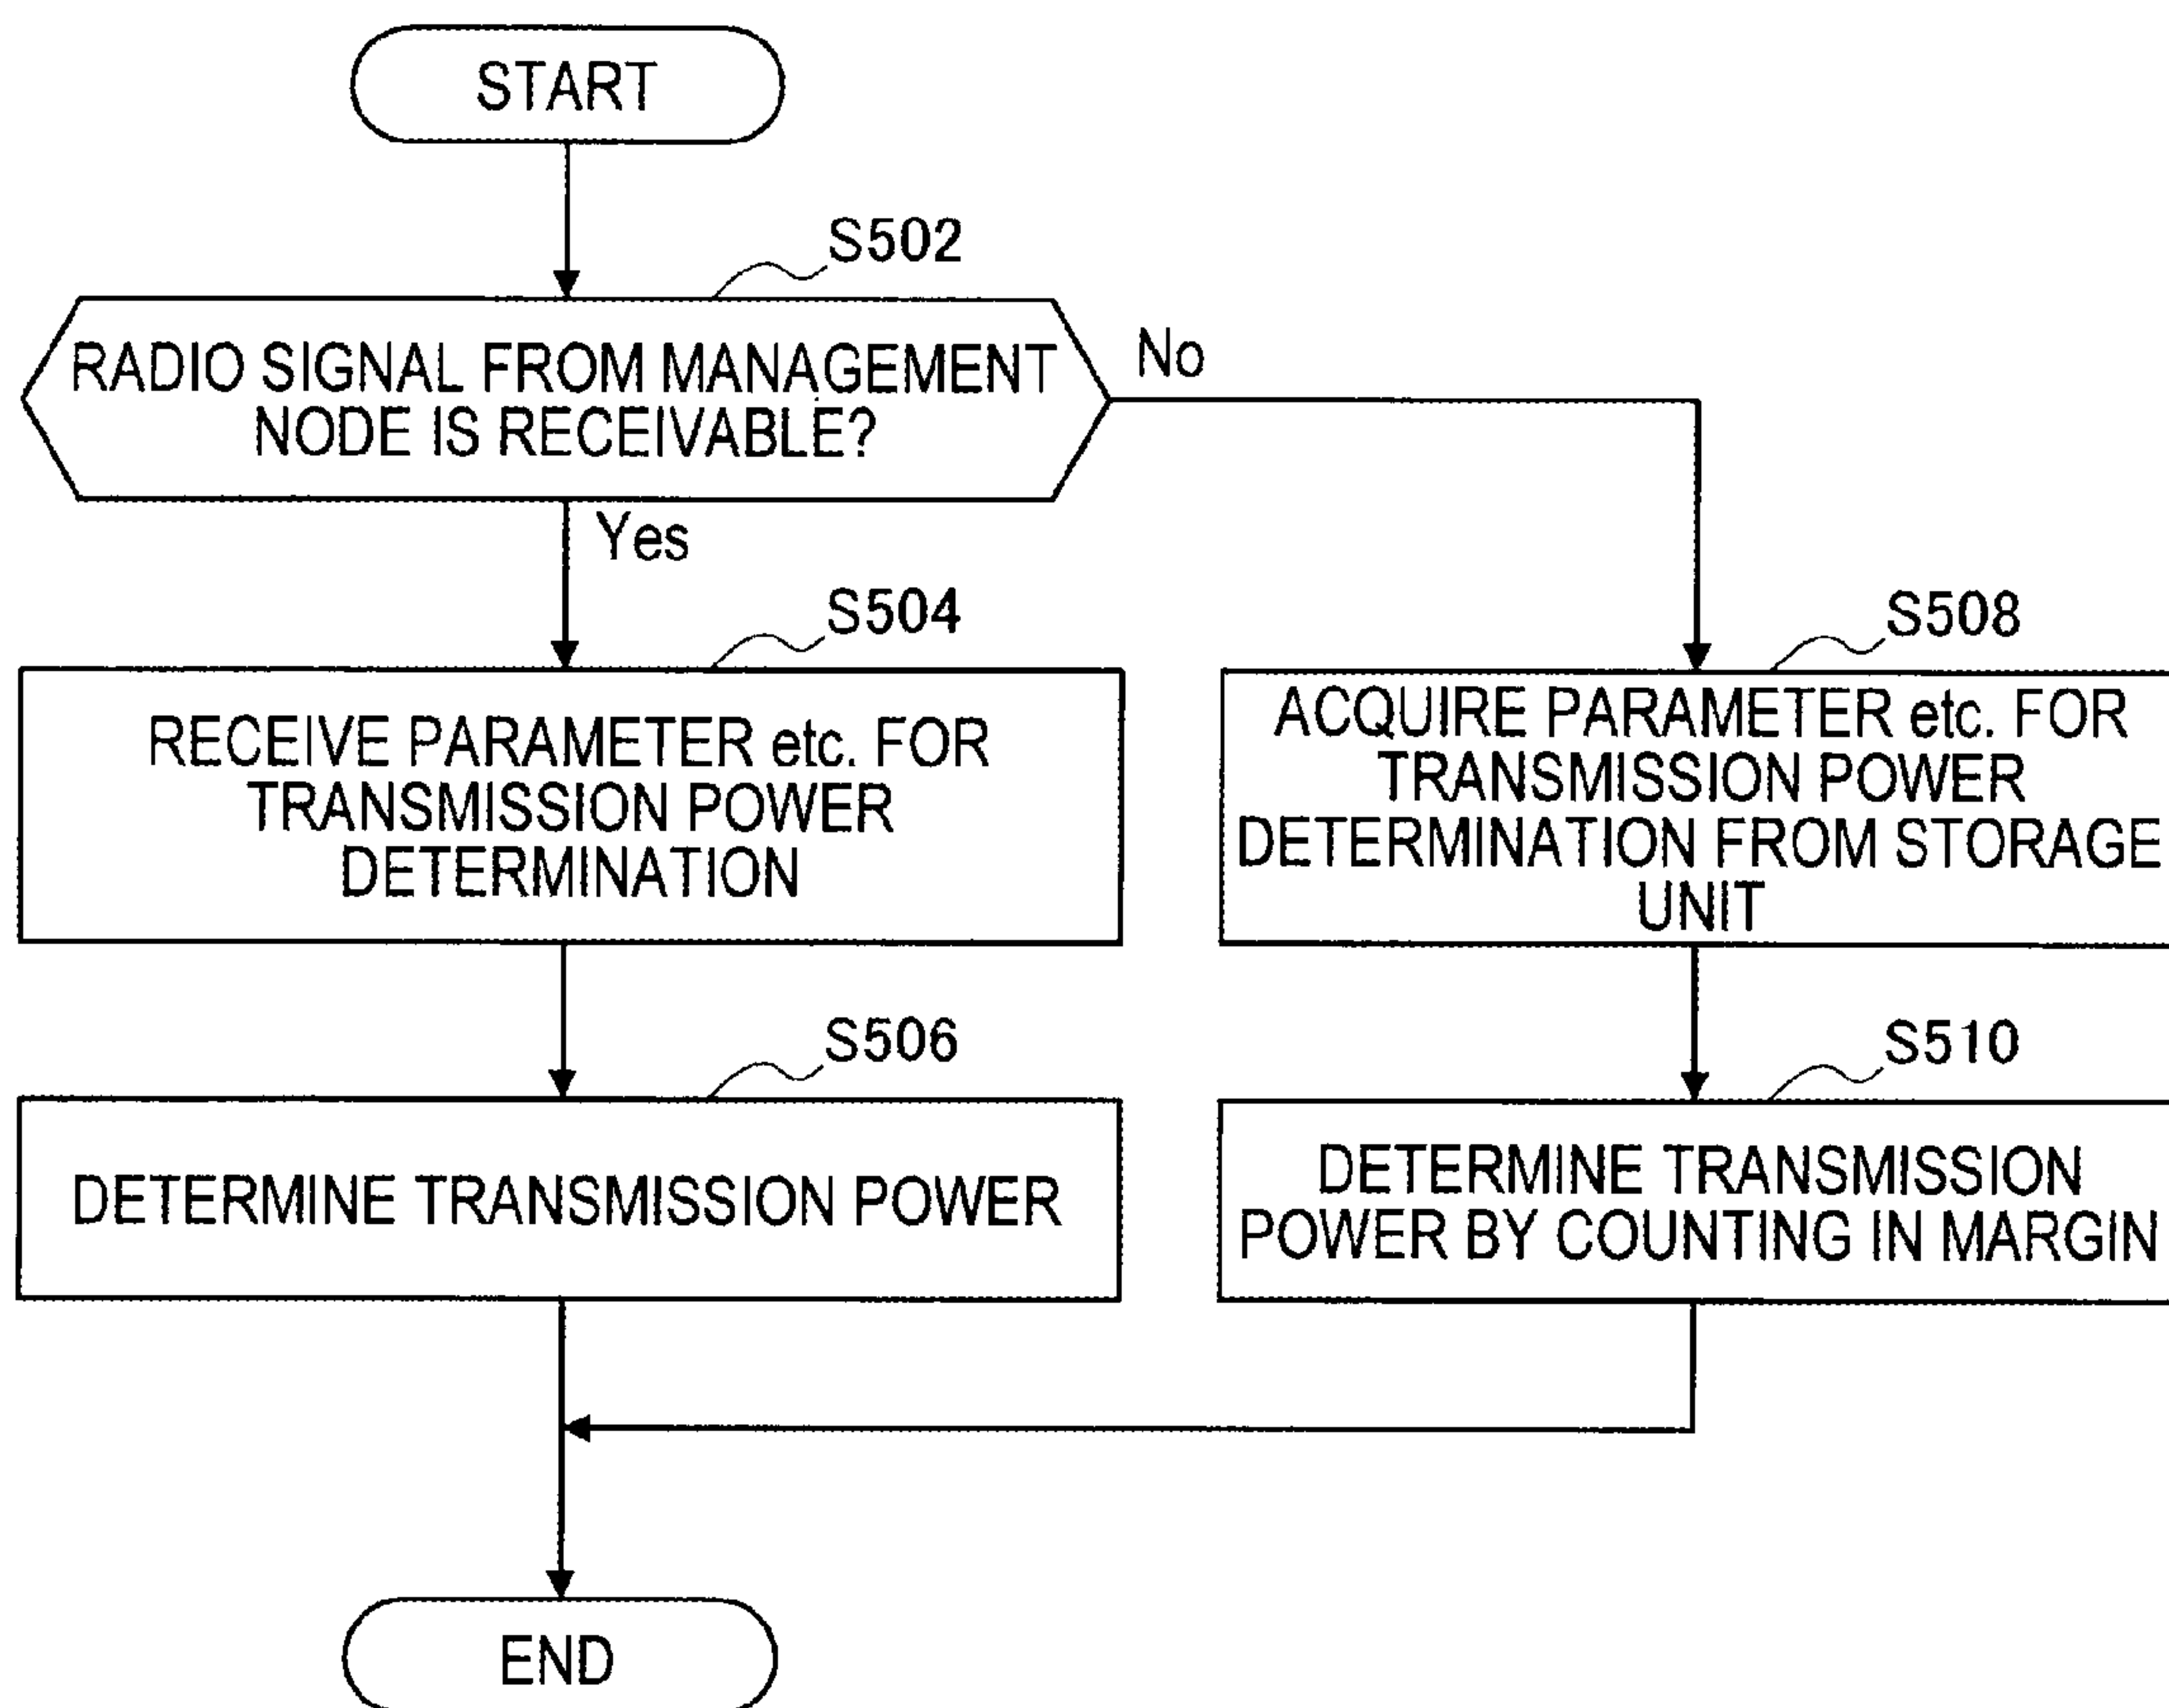 START
S502
RADIO SIGNAL FROM MANAGEMENT
NODE IS RECEIVABLE?
No
Yes
S504
RECEIVE PARAMETER etc. FOR
TRANSMISSION POWER
DETERMINATION
S508
ACQUIRE PARAMETER etc. FOR
TRANSMISSION POWER
DETERMINATION FROM STORAGE
UNIT
S506
DETERMINE TRANSMISSION POWER
S510
DETERMINE TRANSMISSION
POWER BY COUNTING IN MARGIN
END